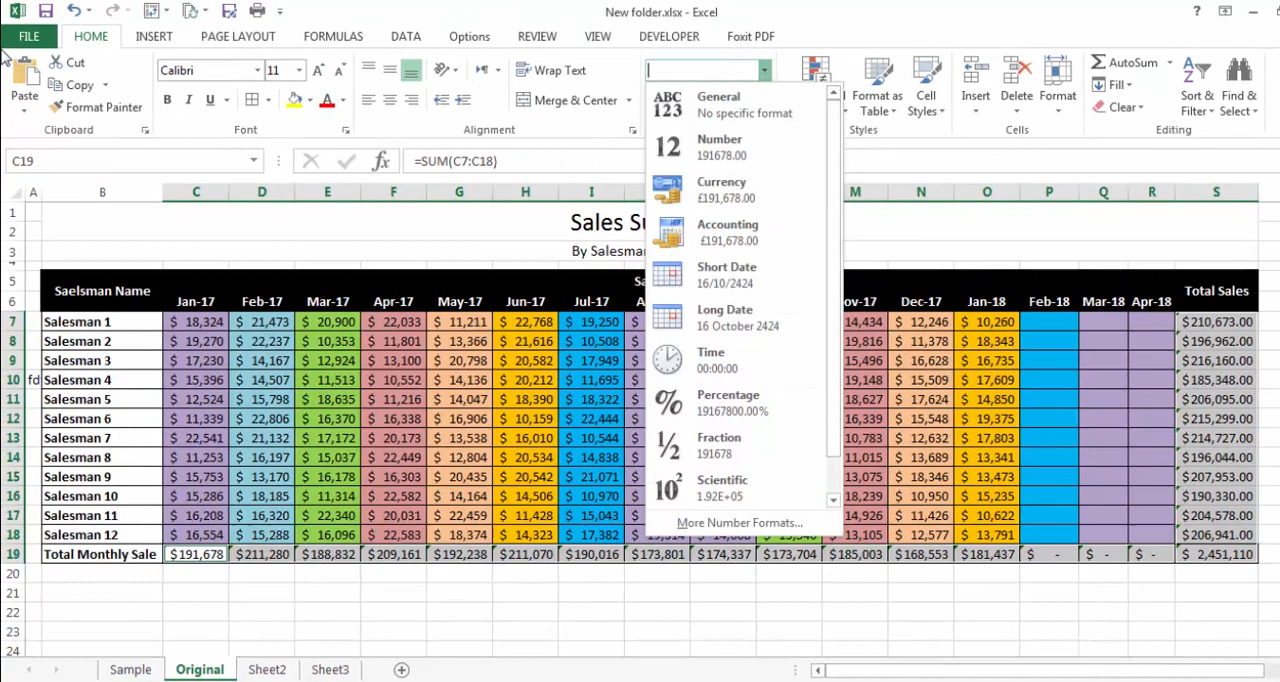 New folder.xlsx - Excel
?
FILE HOME INSERT PAGE LAYOUT FORMULAS DATA Options REVIEW VIEW DEVELOPER Foxit PDF
Paste
Cut
Copy
Format Painter
Clipboard
Calibri 11
B I U
Font
Wrap Text
Merge & Center
Alignment
Format as Table
Cell Styles
Styles
Insert Delete Format
Cells
AutoSum
Fill
Clear
Sort & Filter
Find & Select
Editing
ABC 123
General
No specific format
12
Number
191678.00
Currency
£191,678.00
Accounting
£191,678.00
Short Date
16/10/2424
Long Date
16 October 2424
Time
00:00:00
%
Percentage
19167800.00%
1/2
Fraction
191678
10²
Scientific
1.92E+05
More Number Formats...
C19 fx =SUM(C7:C18)
A B C D E F G H I M N O P Q R S
1 Sales Su
2
3 By Salesma
4
5 Saelsman Name Sa Total Sales
6 Jan-17 Feb-17 Mar-17 Apr-17 May-17 Jun-17 Jul-17 A ov-17 Dec-17 Jan-18 Feb-18 Mar-18 Apr-18
7 Salesman 1 $ 18,324 $ 21,473 $ 20,900 $ 22,033 $ 11,211 $ 22,768 $ 19,250 14,434 $ 12,246 $ 10,260 $210,673.00
8 Salesman 2 $ 19,270 $ 22,237 $ 10,353 $ 11,801 $ 13,366 $ 21,616 $ 10,508 19,816 $ 11,378 $ 18,343 $196,962.00
9 Salesman 3 $ 17,230 $ 14,167 $ 12,924 $ 13,100 $ 20,798 $ 20,582 $ 17,949 15,496 $ 16,628 $ 16,735 $216,160.00
10 fd Salesman 4 $ 15,396 $ 14,507 $ 11,513 $ 10,552 $ 14,136 $ 20,212 $ 11,695 19,148 $ 15,509 $ 17,609 $185,348.00
11 Salesman 5 $ 12,524 $ 15,798 $ 18,635 $ 11,216 $ 14,047 $ 18,390 $ 18,322 18,627 $ 17,624 $ 14,850 $206,095.00
12 Salesman 6 $ 11,339 $ 22,806 $ 16,370 $ 16,338 $ 16,906 $ 10,159 $ 22,444 16,339 $ 15,548 $ 19,375 $215,299.00
13 Salesman 7 $ 22,541 $ 21,132 $ 17,172 $ 20,173 $ 13,538 $ 16,010 $ 10,544 10,783 $ 12,632 $ 17,803 $214,727.00
14 Salesman 8 $ 11,253 $ 16,197 $ 15,037 $ 22,449 $ 12,804 $ 20,534 $ 14,838 11,015 $ 13,689 $ 13,341 $196,044.00
15 Salesman 9 $ 15,753 $ 13,170 $ 16,178 $ 16,303 $ 20,435 $ 20,542 $ 21,071 $ 18,346 $ 13,264 $207,953.00
16 Salesman 10 $ 15,286 $ 18,185 $ 11,314 $ 22,582 $ 14,164 $ 14,506 $ 10,970 18,239 $ 10,950 $ 15,235 $190,330.00
17 Salesman 11 $ 16,208 $ 16,320 $ 22,340 $ 20,031 $ 22,459 $ 11,428 $ 15,043 14,926 $ 11,426 $ 10,622 $204,578.00
18 Salesman 12 $ 16,554 $ 15,288 $ 16,096 $ 22,583 $ 18,374 $ 14,323 $ 17,382 13,105 $ 12,577 $ 13,791 $206,941.00
19 Total Monthly Sale $191,678 $211,280 $188,832 $209,161 $192,238 $211,070 $190,016 $173,801 $174,337 $173,704 $185,003 $168,553 $181,437 $ - $ - $ - $ 2,451,110
20
21
22
23
24
Sample Original Sheet2 Sheet3